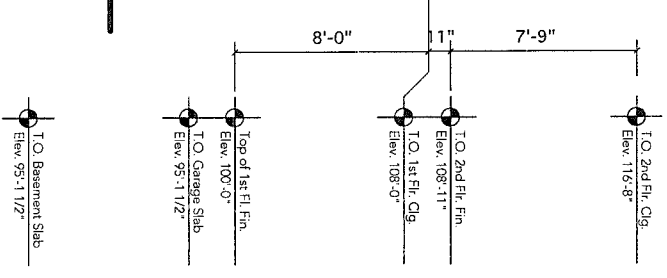 8'-0"
11"
7'-9"
T.O. Basement Slab
Elev. 95'-1 1/2"
T.O. Garage Slab
Elev. 95'-1 1/2"
Top of 1st Fl. Fin.
Elev. 100'-0"
T.O. 1st Flr. Clg.
Elev. 108'-0"
T.O. 2nd Flr. Fin.
Elev. 108'-11"
T.O. 2nd Flr. Clg.
Elev. 116'-8"